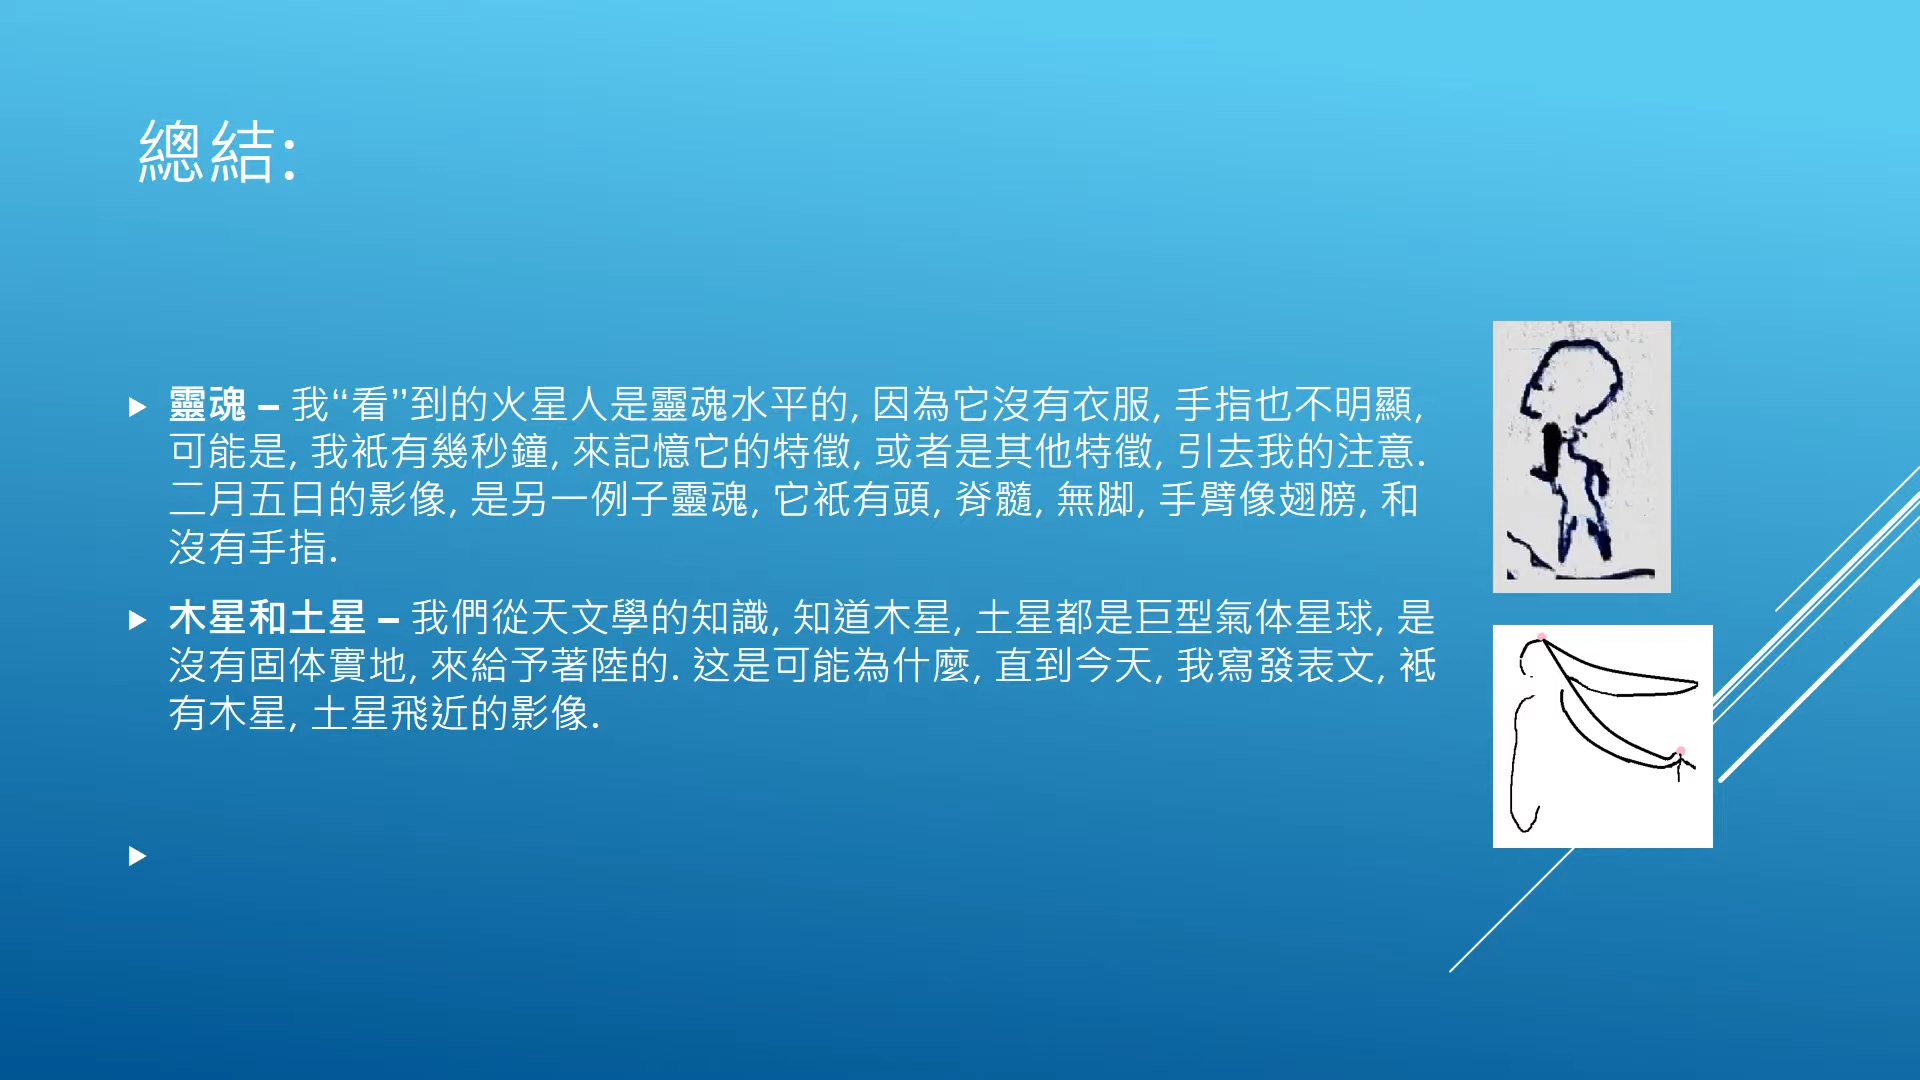 總結:
靈魂 – 我“看”到的火星人是靈魂水平的, 因為它沒有衣服, 手指也不明顯,
可能是, 我衹有幾秒鐘, 來記憶它的特徵, 或者是其他特徵, 引去我的注意.
二月五日的影像, 是另一例子靈魂, 它衹有頭, 脊髓, 無脚, 手臂像翅膀, 和
沒有手指.
木星和土星 – 我們從天文學的知識, 知道木星, 土星都是巨型氣体星球, 是
沒有固体實地, 來給予著陸的. 这是可能為什麼, 直到今天, 我寫發表文, 衹
有木星, 土星飛近的影像.